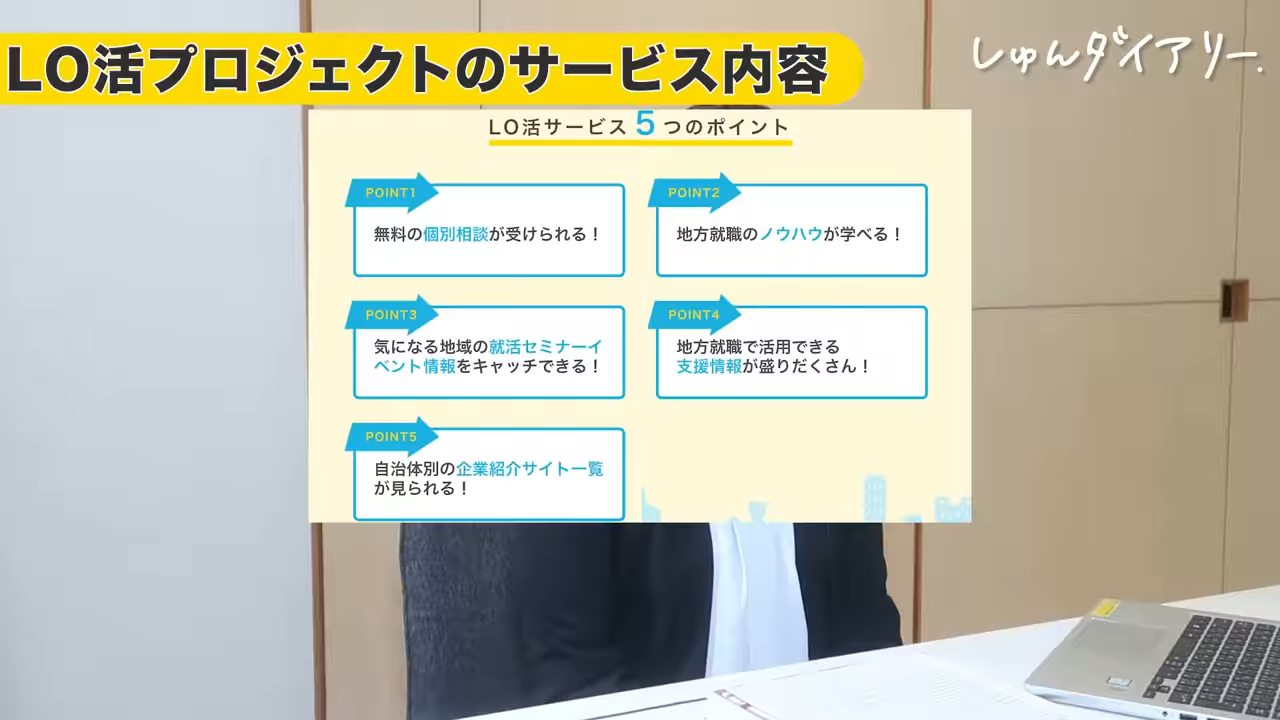 LO活プロジェクトのサービス内容
しゅんダイアリー.
LO活サービス 5 つのポイント
POINT1
無料の個別相談が受けられる！
POINT2
地方就職のノウハウが学べる！
POINT3
気になる地域の就活セミナーイ
ベント情報をキャッチできる！
POINT4
地方就職で活用できる
支援情報が盛りだくさん！
POINT5
自治体別の企業紹介サイト一覧
が見られる！